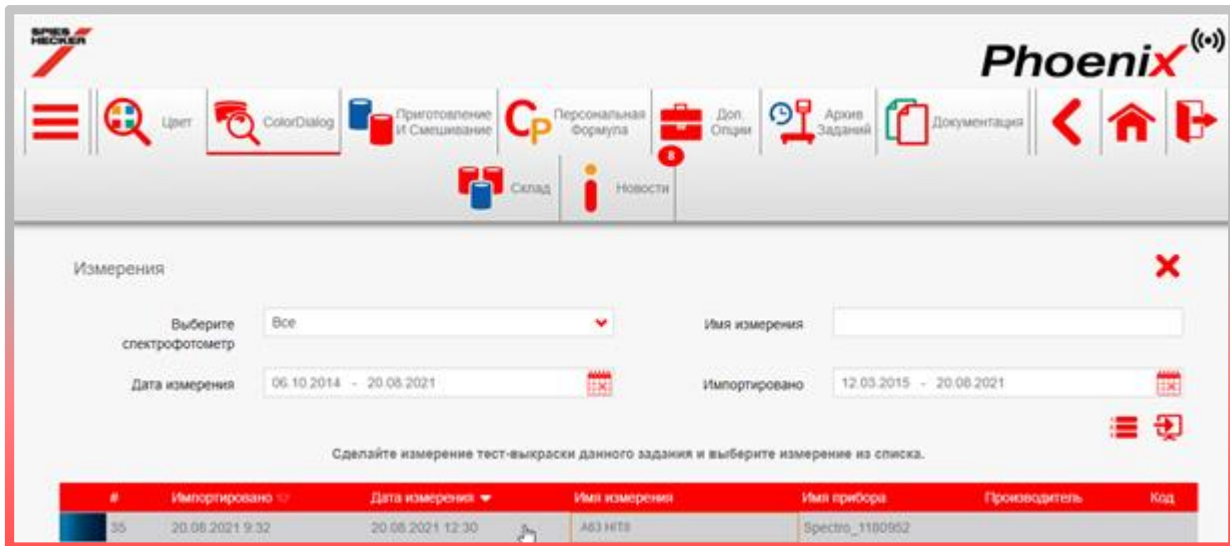 SPIES
HECKER
Phoenix
Цвет
ColorDialog
Приготовление
И Смешивание
Cp
Персональная
Формула
Доп.
Опции
Архив
Заданий
Документация
8
Склад
Новости
Измерения
Выберите
спектрофотометр
Все
Имя измерения
Дата измерения
06.10.2014 - 20.08.2021
Импортировано
12.03.2015 - 20.08.2021
Сделайте измерение тест-выкраски данного задания и выберите измерение из списка.
# Импортировано Дата измерения Имя измерения Имя прибора Производитель Код
35 20.08.2021 9:32 20.08.2021 12:30 A63 HIT8 Spectro_1180952